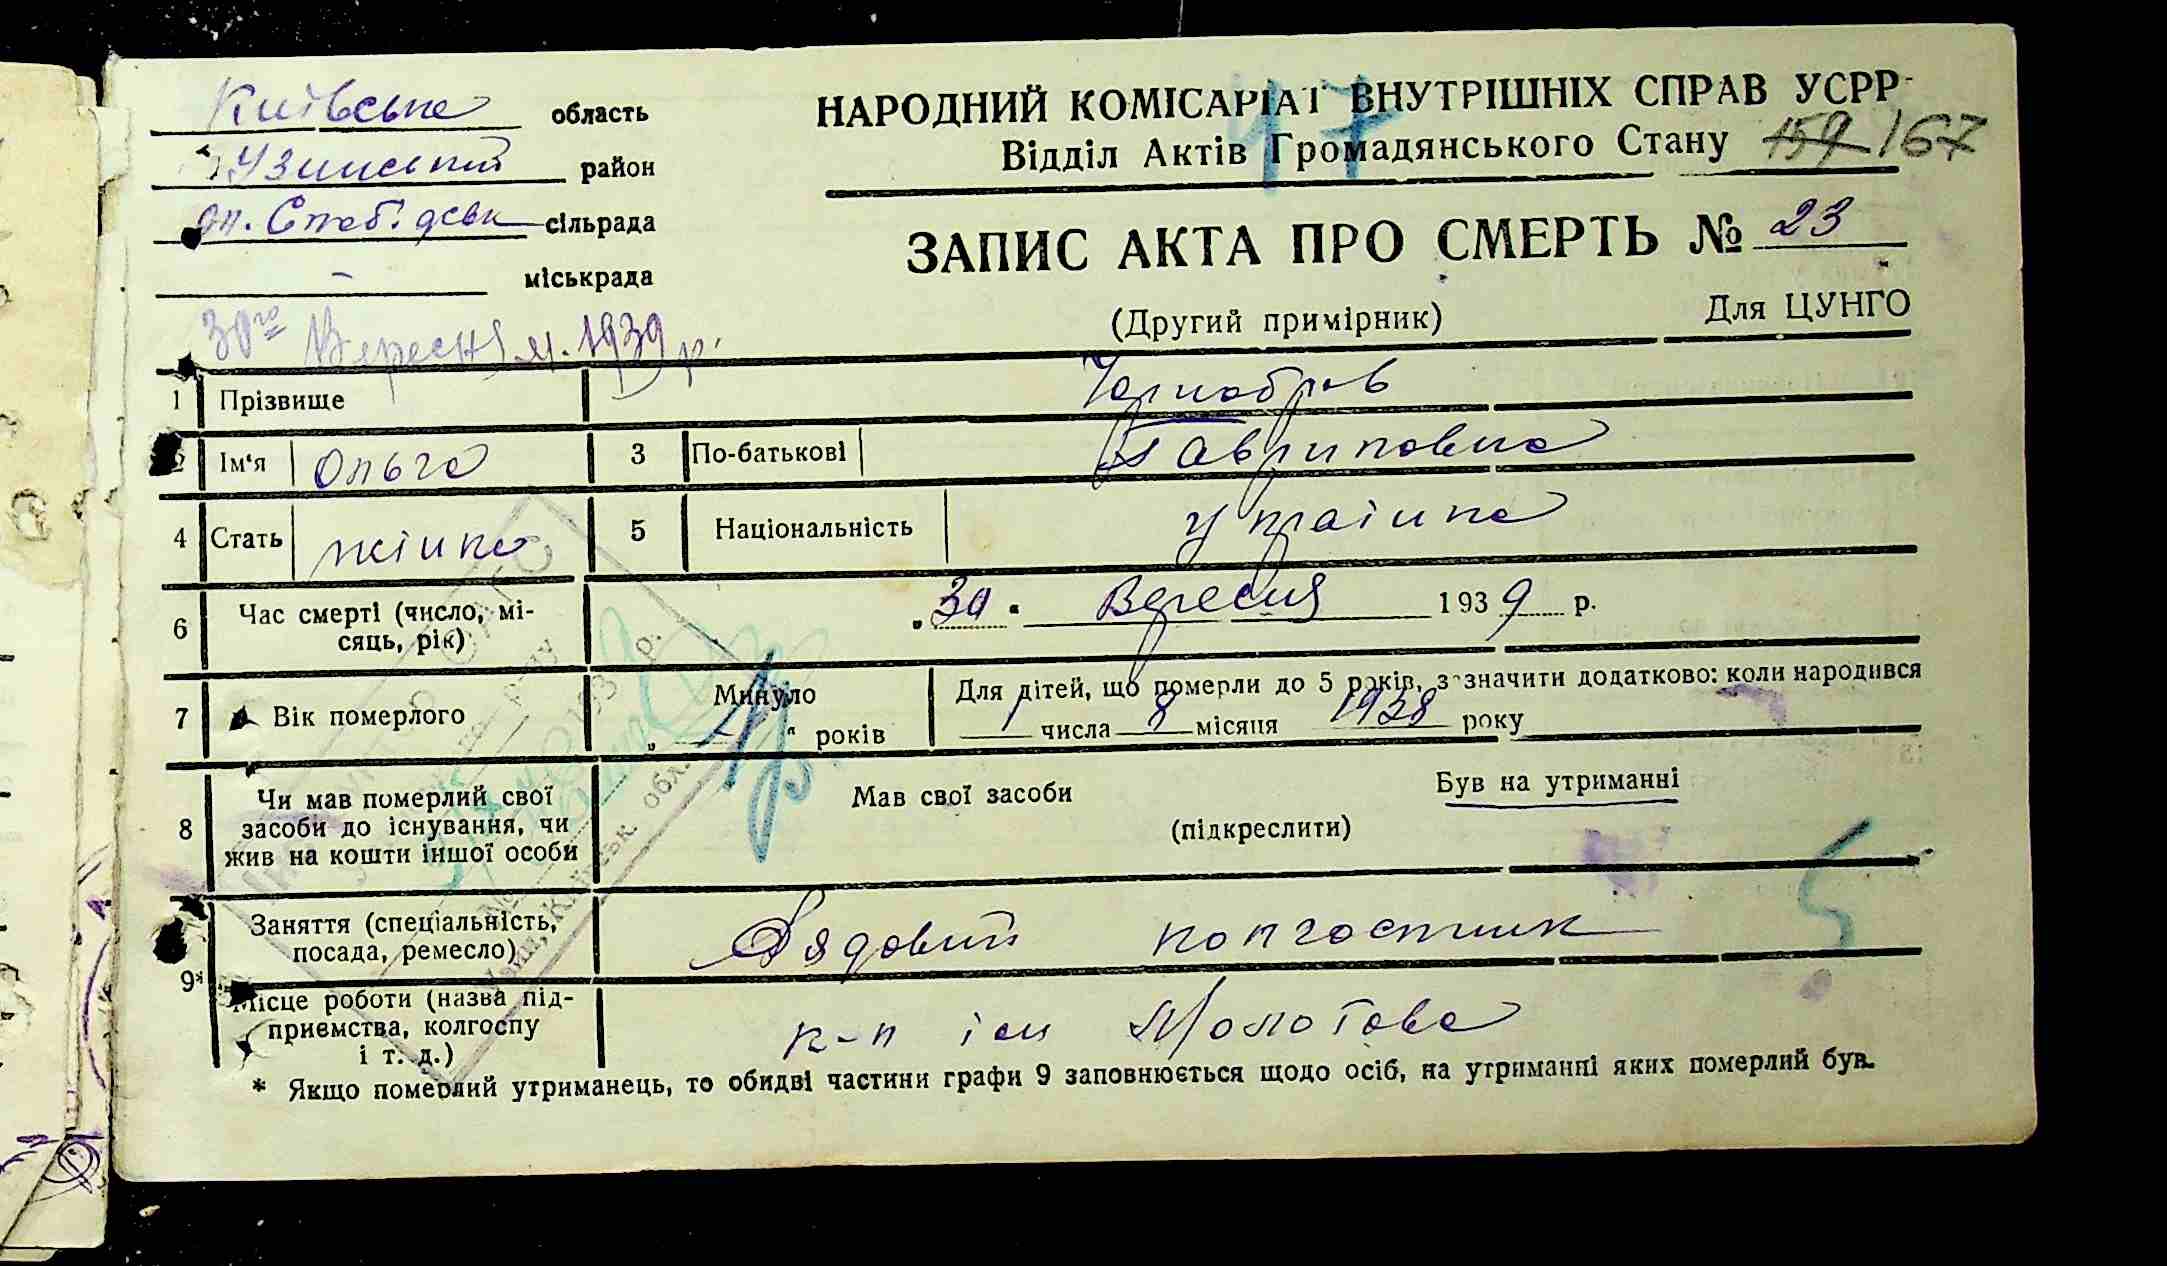 Київська область
Узинський район
Ол. Слобідськ сільрада
– міськрада
30го Вересня м. 1939 р.
НАРОДНИЙ КОМІСАРІАТ ВНУТРІШНІХ СПРАВ УСРР
Відділ Актів Громадянського Стану 159 167
47
ЗАПИС АКТА ПРО СМЕРТЬ № 23
(Другий примірник) Для ЦУНГО
1 Прізвище Чорнобров
2 Ім'я Ольга 3 По-батькові Гавриловна
4 Стать жінка 5 Національність українка
6 Час смерті (число, мі-
сяць, рік) „30" Вересня 1939 р.
7 Вік померлого Минуло „1" років
Для дітей, що померли до 5 років, зазначити додатково: коли народився
1 числа 8 місяця 1938 року
8 Чи мав померлий свої
засоби до існування, чи
жив на кошти іншої особи
Мав свої засоби Був на утриманні
(підкреслити)
9* Заняття (спеціальність,
посада, ремесло) Рядовий колгоспник
Місце роботи (назва під-
приємства, колгоспу
і т. д.) к-п ім Молотова
* Якщо померлий утриманець, то обидві частини графи 9 заповнюється щодо осіб, на утриманні яких померлий був.